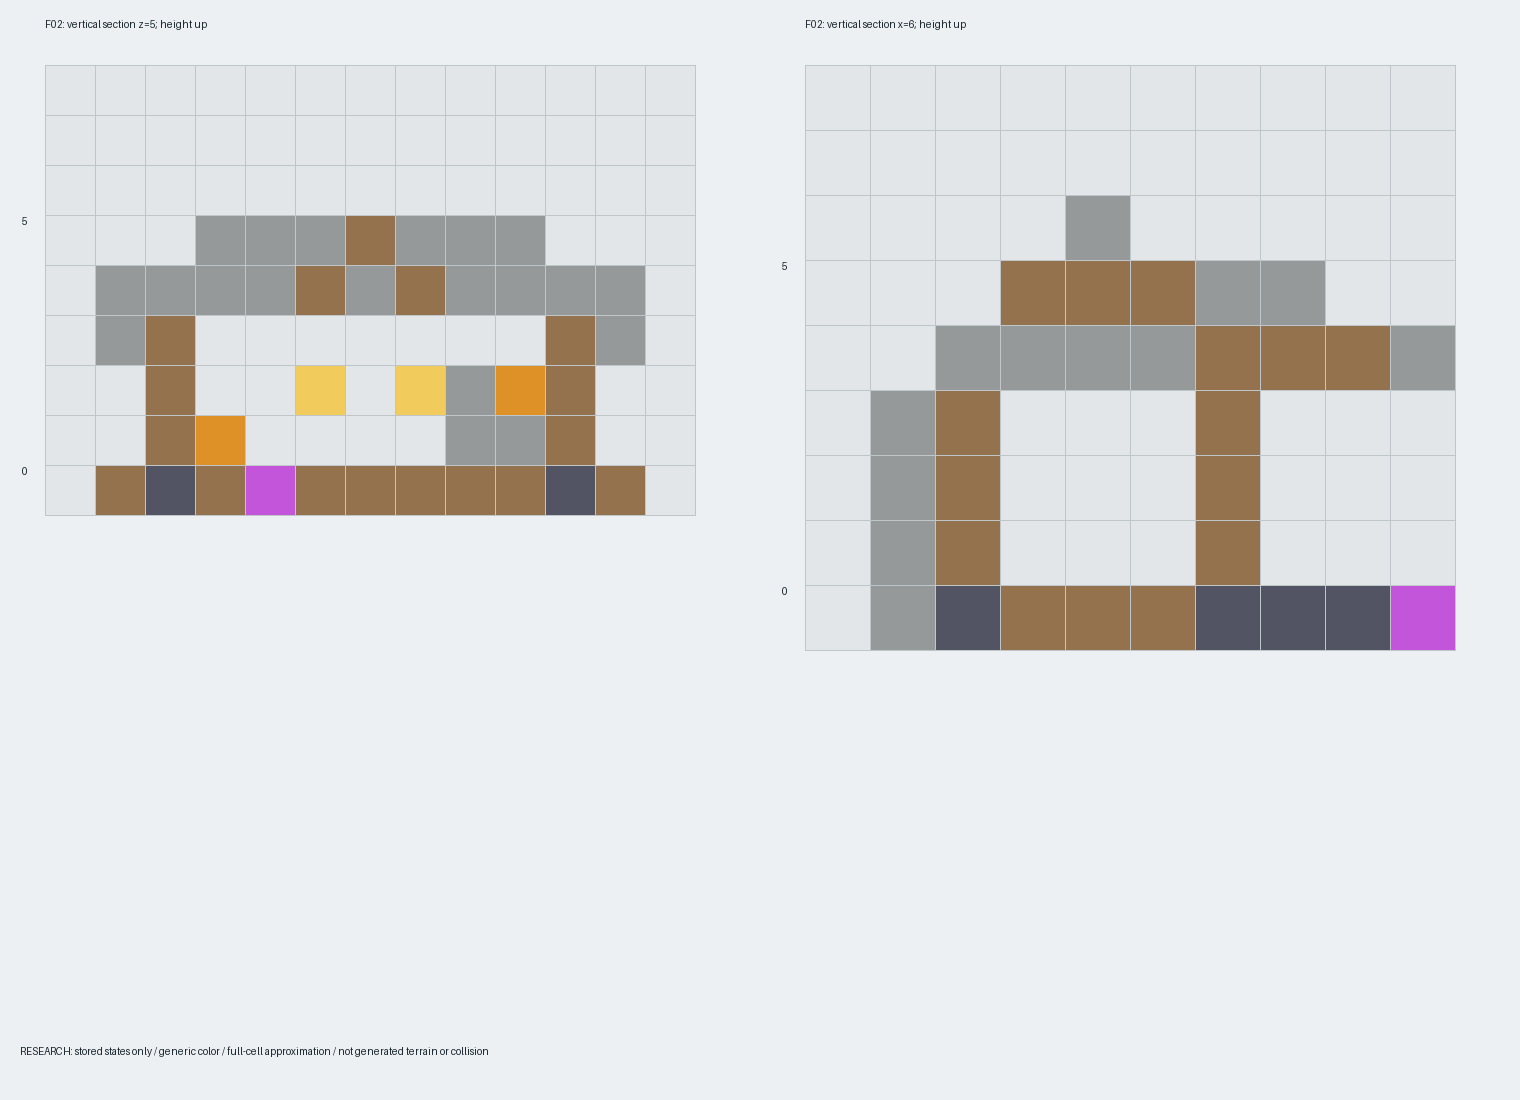 F02: vertical section z=5; height up
F02: vertical section x=6; height up
5
5
0
0
RESEARCH: stored states only / generic color / full-cell approximation / not generated terrain or collision